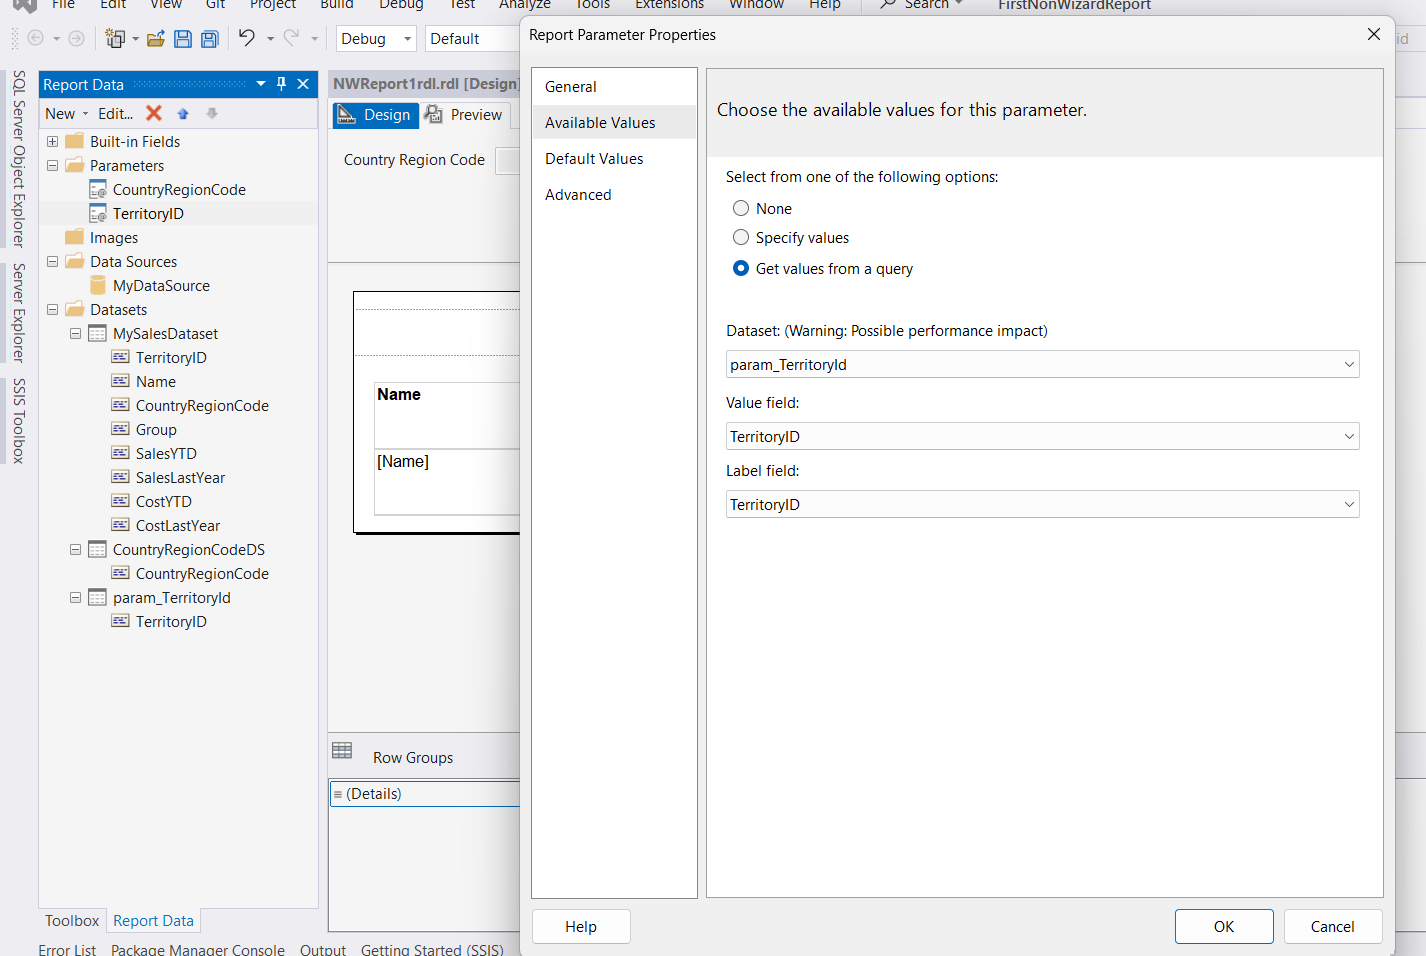 File Edit View Git Project Build Debug Test Analyze Tools Extensions Window Help Search FirstNonWizardReport
Debug Default
SQL Server Object Explorer
Server Explorer
SSIS Toolbox
Report Data
New Edit...
Built-in Fields
Parameters
CountryRegionCode
TerritoryID
Images
Data Sources
MyDataSource
Datasets
MySalesDataset
TerritoryID
Name
CountryRegionCode
Group
SalesYTD
SalesLastYear
CostYTD
CostLastYear
CountryRegionCodeDS
CountryRegionCode
param_TerritoryId
TerritoryID
Toolbox Report Data
Error List Package Manager Console Output Getting Started (SSIS)
NWReport1rdl.rdl [Design]
Design Preview
Country Region Code
Name
[Name]
Row Groups
(Details)
Report Parameter Properties
General
Available Values
Default Values
Advanced
Choose the available values for this parameter.
Select from one of the following options:
None
Specify values
Get values from a query
Dataset: (Warning: Possible performance impact)
param_TerritoryId
Value field:
TerritoryID
Label field:
TerritoryID
Help OK Cancel